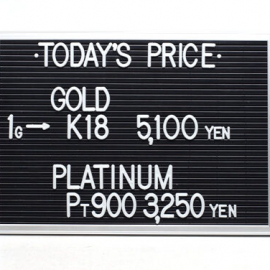 ·TODAY'S PRICE·
GOLD
1G→ K18 5,100 YEN
PLATINUM
PT900 3,250 YEN